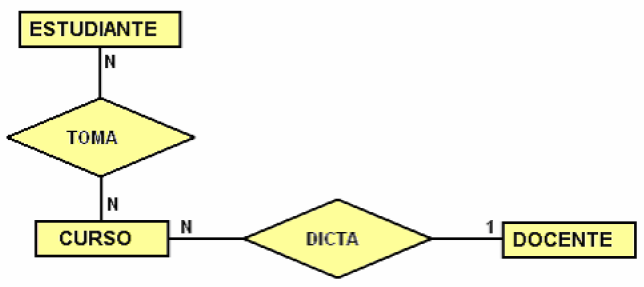 ESTUDIANTE
N
TOMA
N
CURSO
N
DICTA
1
DOCENTE